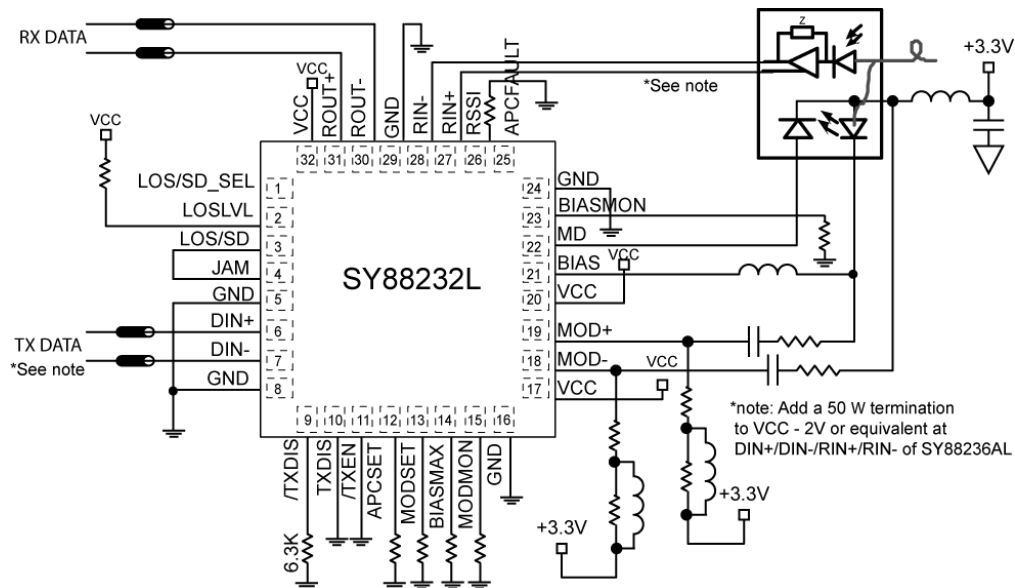 RX DATA
Z
+3.3V
*See note
VCC
VCC
ROUT+
ROUT-
GND
RIN-
RIN+
RSSI
APCFAULT
VCC
32
31
30
29
28
27
26
25
LOS/SD_SEL
1
LOSLVL
2
LOS/SD
3
JAM
4
GND
5
DIN+
6
DIN-
7
GND
8
TX DATA
*See note
SY88232L
24
GND
23
BIASMON
22
MD
21
BIAS
VCC
20
VCC
19
MOD+
18
MOD-
VCC
17
VCC
9
10
11
12
13
14
15
16
/TXDIS
TXDIS
/TXEN
APCSET
MODSET
BIASMAX
MODMON
GND
6.3K
*note: Add a 50 W termination
to VCC - 2V or equivalent at
DIN+/DIN-/RIN+/RIN- of SY88236AL
+3.3V
+3.3V